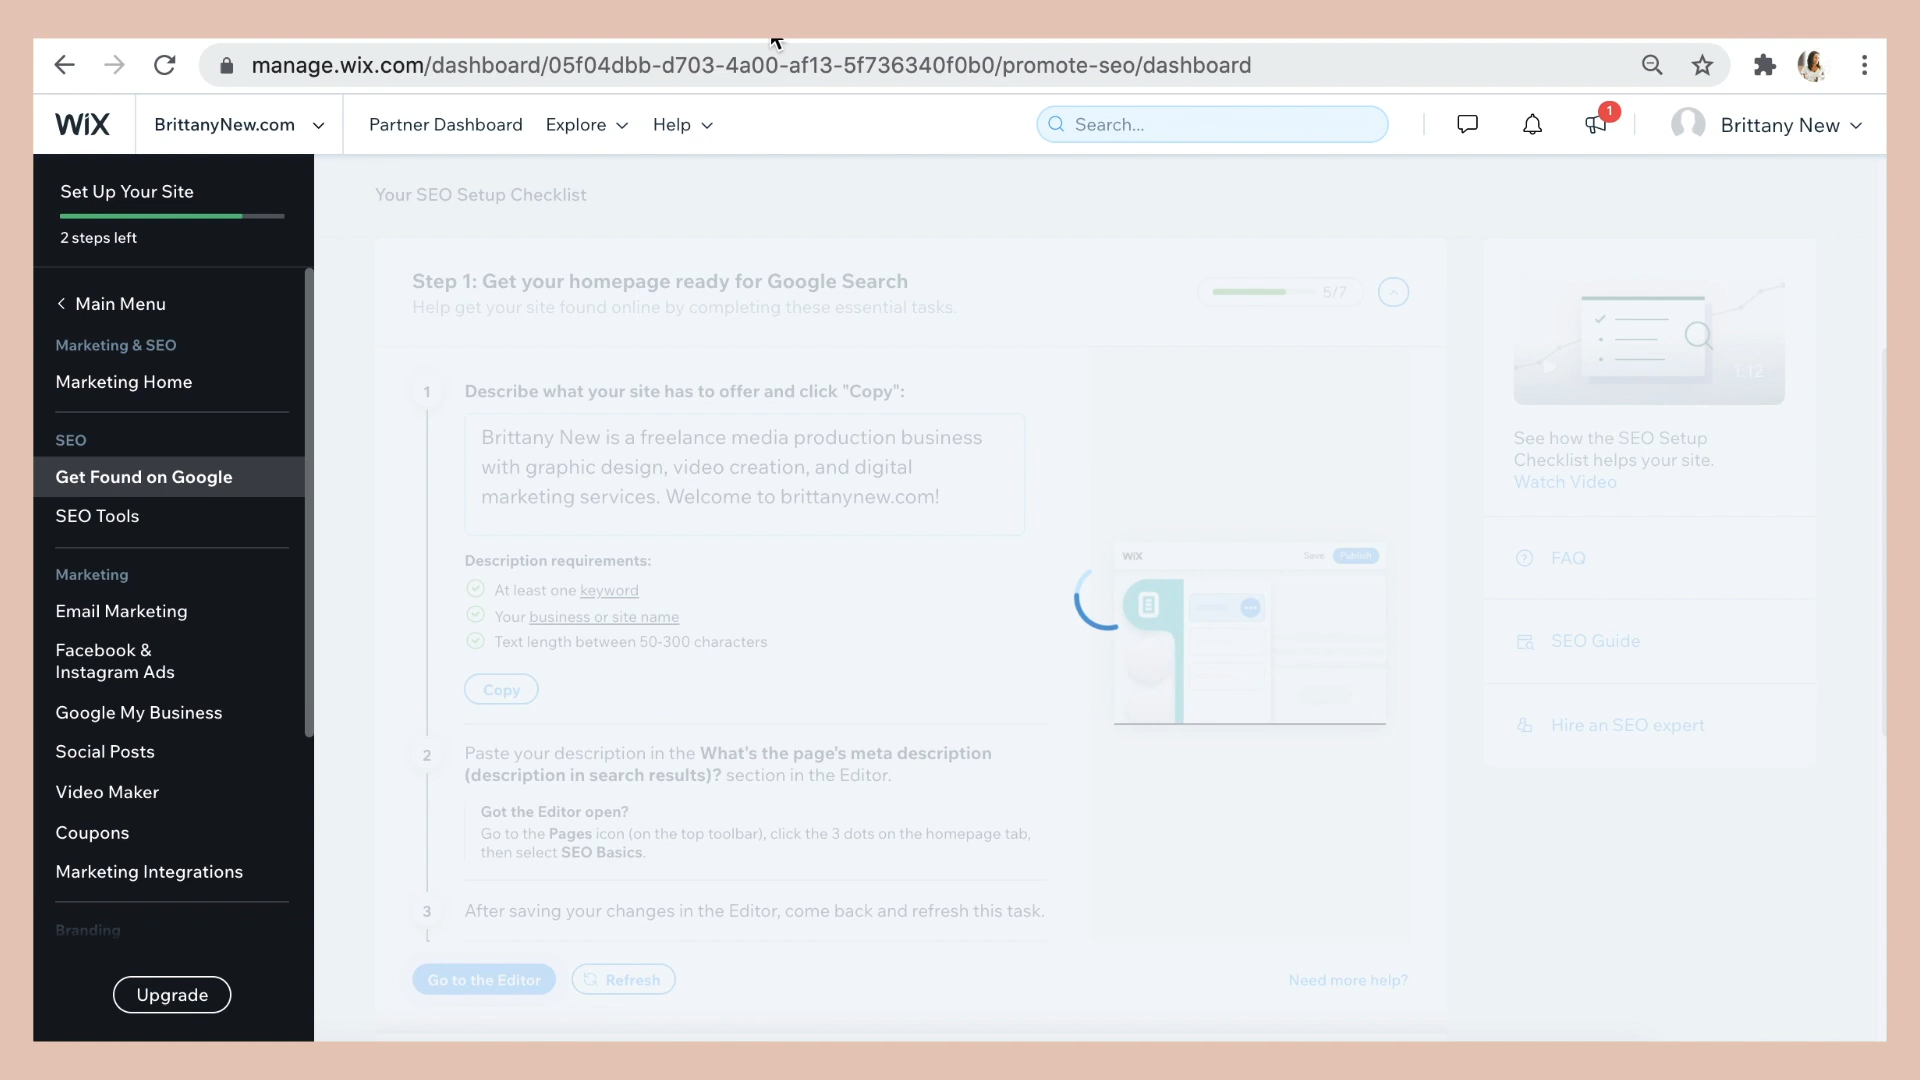 manage.wix.com/dashboard/05f04dbb-d703-4a00-af13-5f736340f0b0/promote-seo/dashboard
WiX
BrittanyNew.com
Partner Dashboard
Explore
Help
Search...
1
Brittany New
Set Up Your Site
2 steps left
Main Menu
Marketing & SEO
Marketing Home
SEO
Get Found on Google
SEO Tools
Marketing
Email Marketing
Facebook &
Instagram Ads
Google My Business
Social Posts
Video Maker
Coupons
Marketing Integrations
Branding
Upgrade
Your SEO Setup Checklist
Step 1: Get your homepage ready for Google Search
Help get your site found online by completing these essential tasks.
5/7
1
Describe what your site has to offer and click "Copy":
Brittany New is a freelance media production business
with graphic design, video creation, and digital
marketing services. Welcome to brittanynew.com!
Description requirements:
At least one keyword
Your business or site name
Text length between 50-300 characters
Copy
2
Paste your description in the What's the page's meta description
(description in search results)? section in the Editor.
Got the Editor open?
Go to the Pages icon (on the top toolbar), click the 3 dots on the homepage tab,
then select SEO Basics.
3
After saving your changes in the Editor, come back and refresh this task.
Go to the Editor
Refresh
Need more help?
WiX
Save
Publish
1:12
See how the SEO Setup
Checklist helps your site.
Watch Video
FAQ
SEO Guide
Hire an SEO expert